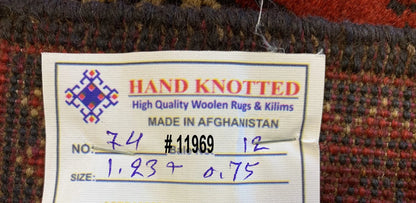 HAND KNOTTED
High Quality Woolen Rugs & Kilims
MADE IN AFGHANISTAN
NO: 74 #11969 12
SIZE: 1.23 + 0.75